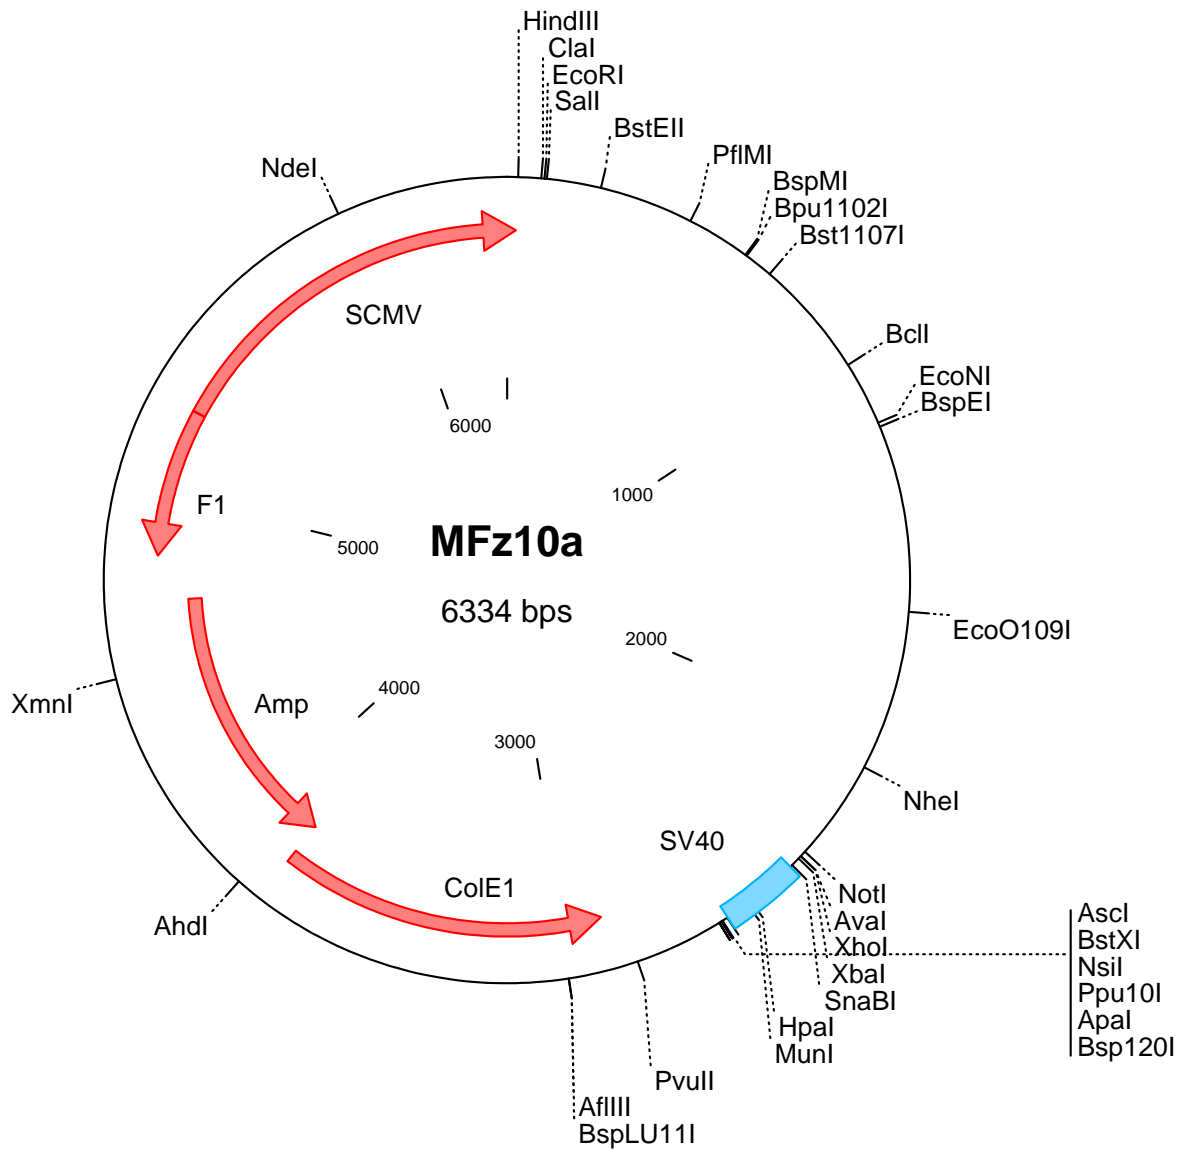 HindIII
ClaI
EcoRI
SalI
BstEII
PflMI
BspMI
Bpu1102I
Bst1107I
NdeI
SCMV
BclI
EcoNI
BspEI
6000
1000
F1
5000
MFz10a
6334 bps
EcoO109I
2000
XmnI
Amp
4000
3000
NheI
SV40
ColE1
AhdI
NotI
AvaI
XhoI
XbaI
SnaBI
HpaI
MunI
AscI
BstXI
NsiI
Ppu10I
ApaI
Bsp120I
PvuII
AflIII
BspLU11I